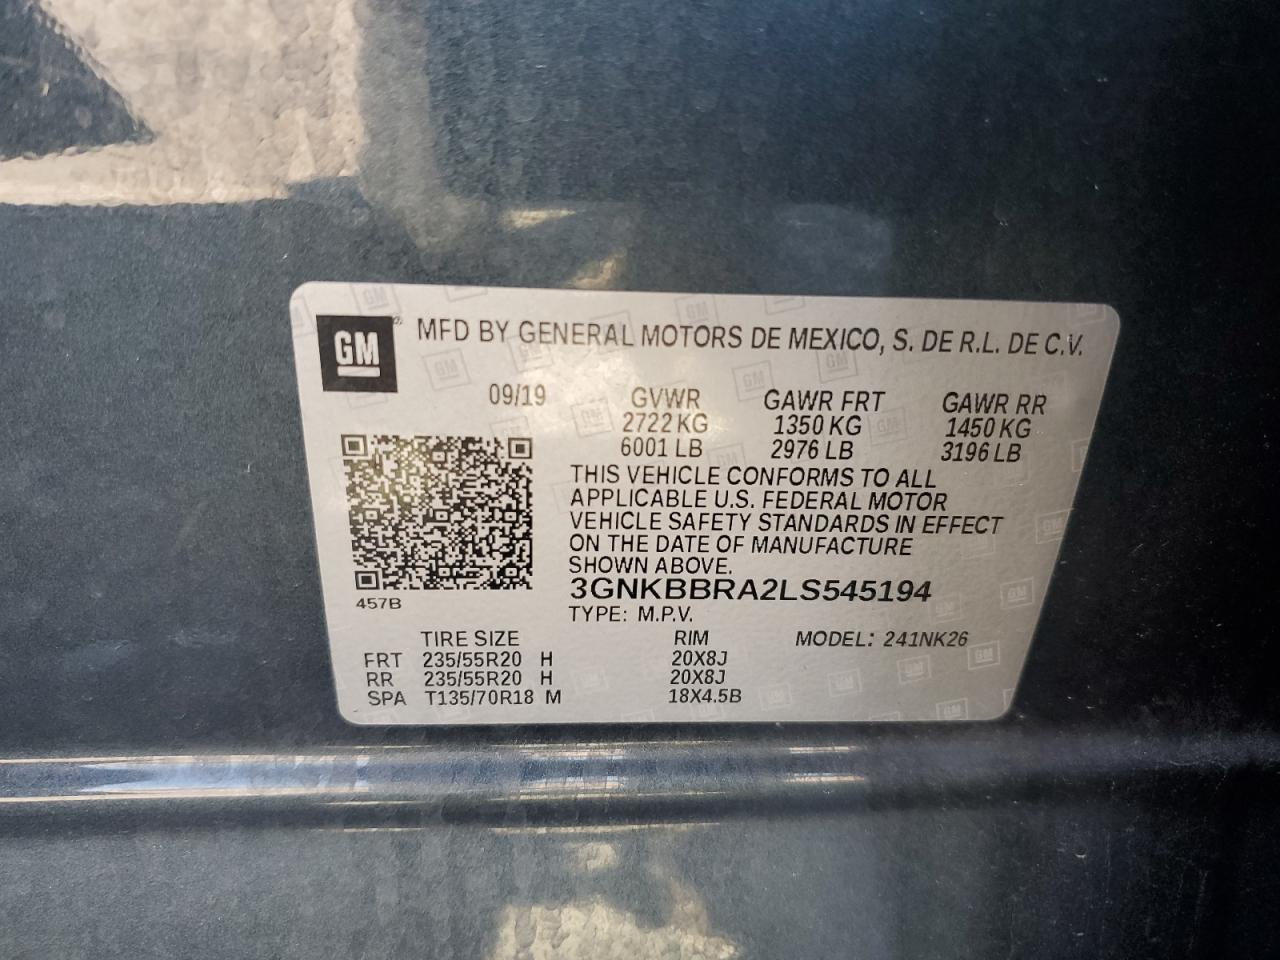 GM MFD BY GENERAL MOTORS DE MEXICO, S. DE R.L. DE C.V.
09/19 GVWR GAWR FRT GAWR RR
2722 KG 1350 KG 1450 KG
6001 LB 2976 LB 3196 LB
THIS VEHICLE CONFORMS TO ALL
APPLICABLE U.S. FEDERAL MOTOR
VEHICLE SAFETY STANDARDS IN EFFECT
ON THE DATE OF MANUFACTURE
SHOWN ABOVE.
3GNKBBRA2LS545194
457B
TYPE: M.P.V.
TIRE SIZE RIM MODEL: 241NK26
FRT 235/55R20 H 20X8J
RR 235/55R20 H 20X8J
SPA T135/70R18 M 18X4.5B